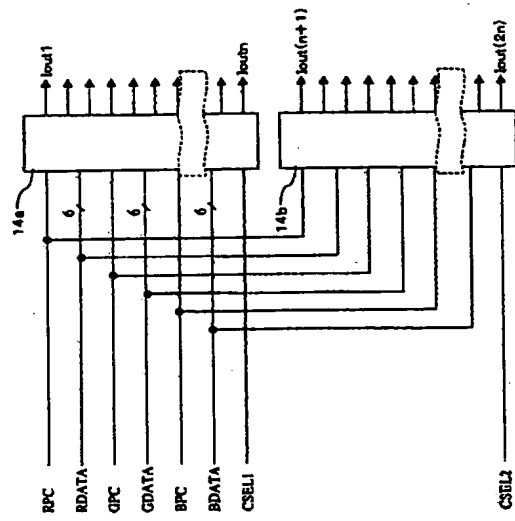 RPC
RDATA
GPC
GDATA
BPC
BDATA
CSEL1
CSEL2
6
6
6
14a
14b
Iout1
Ioutn
Iout(n+1)
Iout(2n)